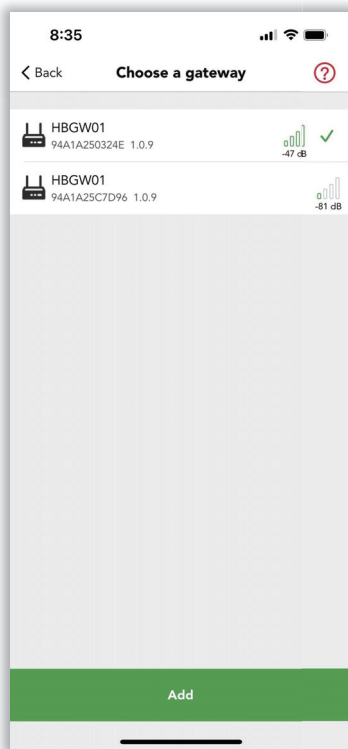 8:35
Back
Choose a gateway
?
HBGW01
94A1A250324E 1.0.9
-47 dB
HBGW01
94A1A25C7D96 1.0.9
-81 dB
Add